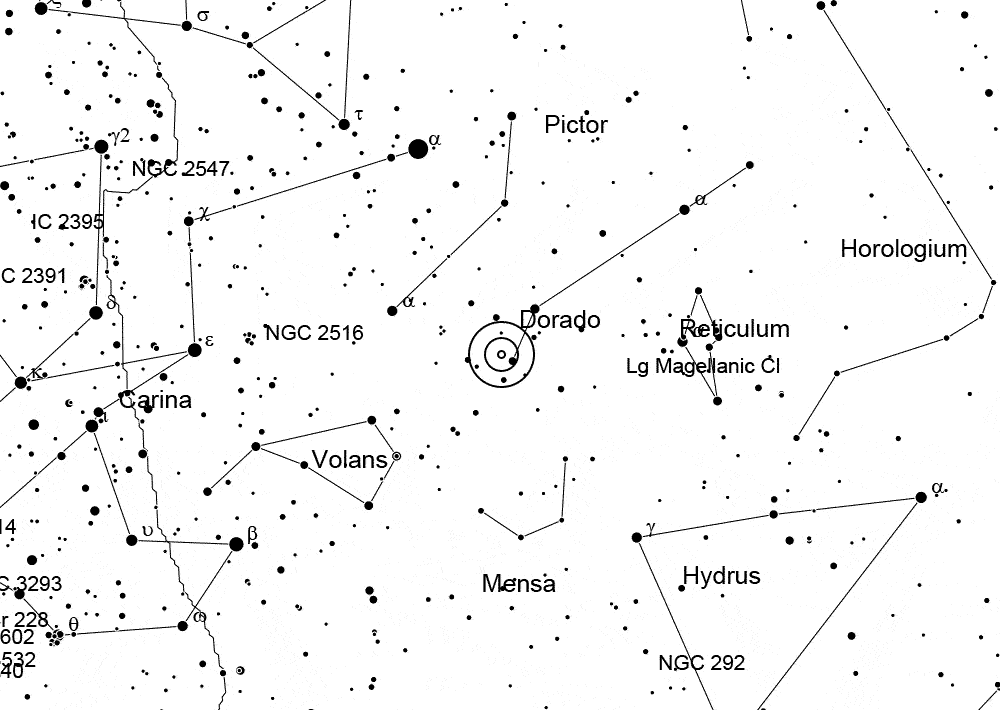 ξ
σ
τ
Pictor
γ2
α
NGC 2547
χ
α
IC 2395
Horologium
C 2391
δ
α
Dorado
Reticulum
α
NGC 2516
ε
Lg Magellanic Cl
κ
Carina
ι
Volans
α
14
υ
β
γ
Mensa
Hydrus
C 3293
r 228
θ
ω
602
532
40
NGC 292